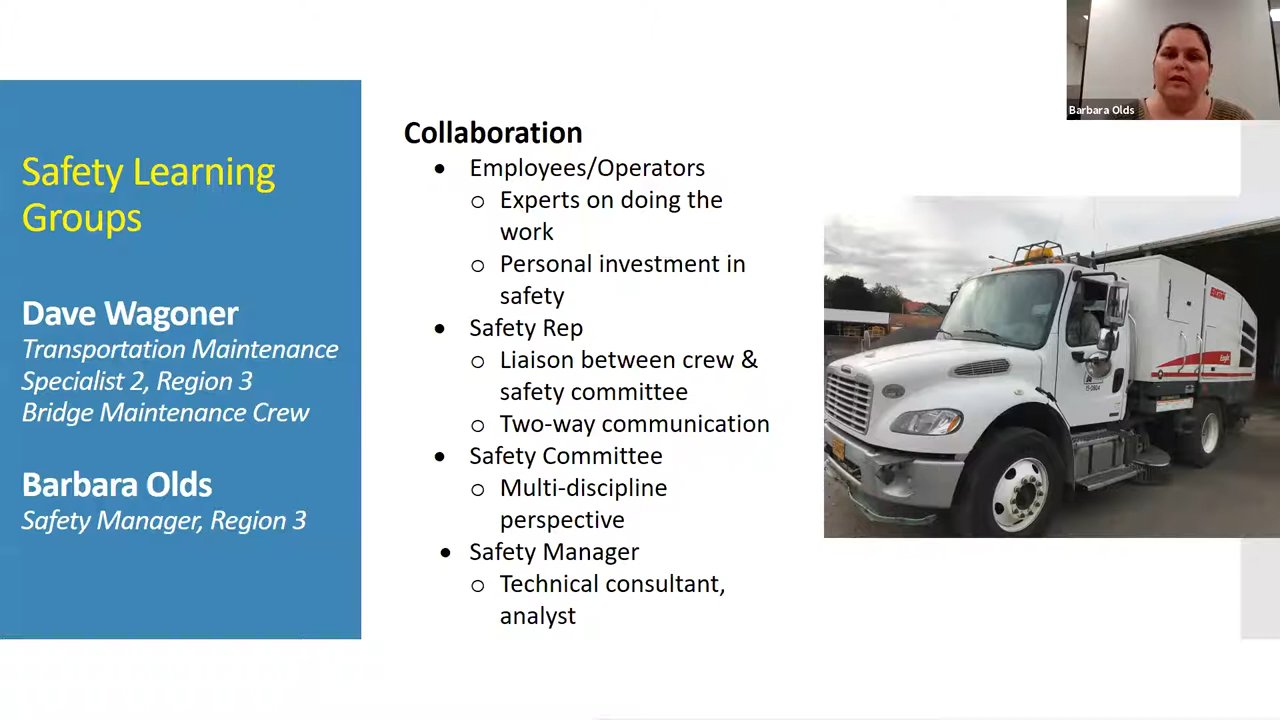 Barbara Olds
Safety Learning
Groups
Dave Wagoner
Transportation Maintenance
Specialist 2, Region 3
Bridge Maintenance Crew
Barbara Olds
Safety Manager, Region 3
Collaboration
• Employees/Operators
o Experts on doing the
work
o Personal investment in
safety
• Safety Rep
o Liaison between crew &
safety committee
o Two-way communication
• Safety Committee
o Multi-discipline
perspective
• Safety Manager
o Technical consultant,
analyst